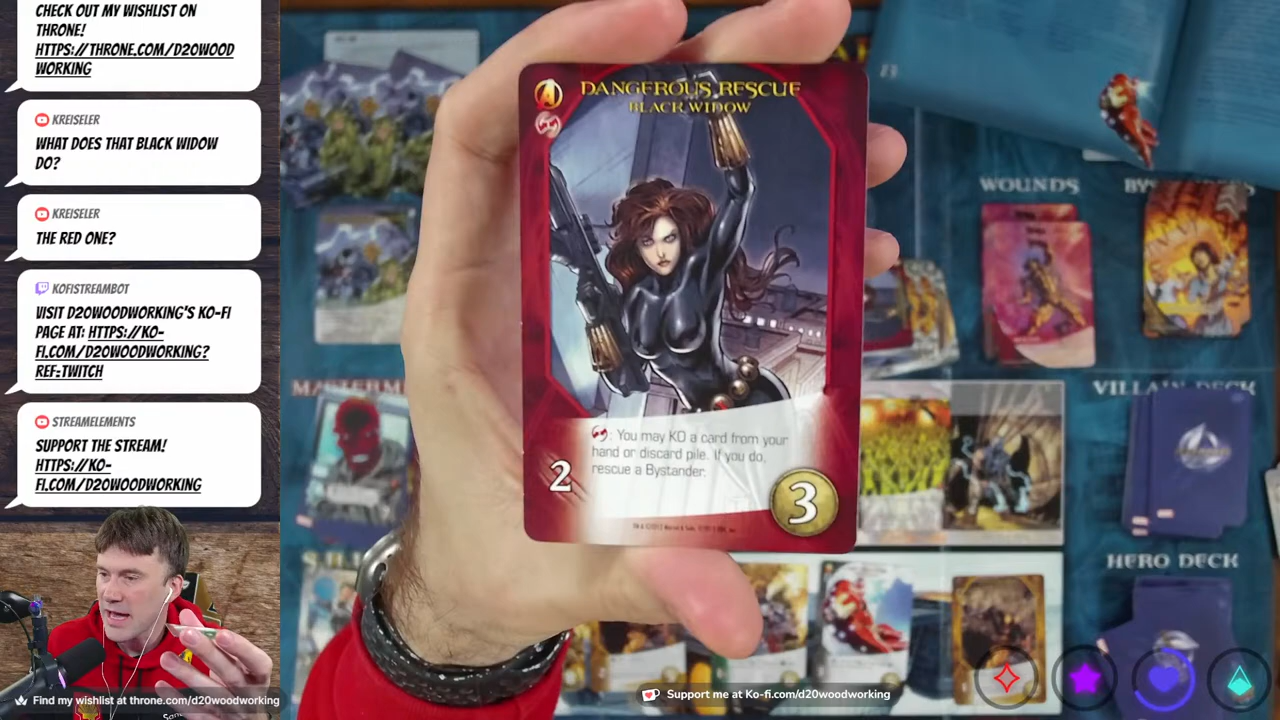 CHECK OUT MY WISHLIST ON
THRONE!
HTTPS://THRONE.COM/D20WOOD
WORKING
KREISELER
WHAT DOES THAT BLACK WIDOW
DO?
KREISELER
THE RED ONE?
KOFISTREAMBOT
VISIT D20WOODWORKING'S KO-FI
PAGE AT: HTTPS://KO-
FI.COM/D20WOODWORKING?
REF=TWITCH
STREAMELEMENTS
SUPPORT THE STREAM!
HTTPS://KO-
FI.COM/D20WOODWORKING
Find my wishlist at throne.com/d20woodworking
DANGEROUS RESCUE
BLACK WIDOW
: You may KO a card from your
hand or discard pile. If you do,
rescue a Bystander.
2
3
WOUNDS
MASTERM
VILLAIN DECK
HERO DECK
Support me at Ko-fi.com/d20woodworking